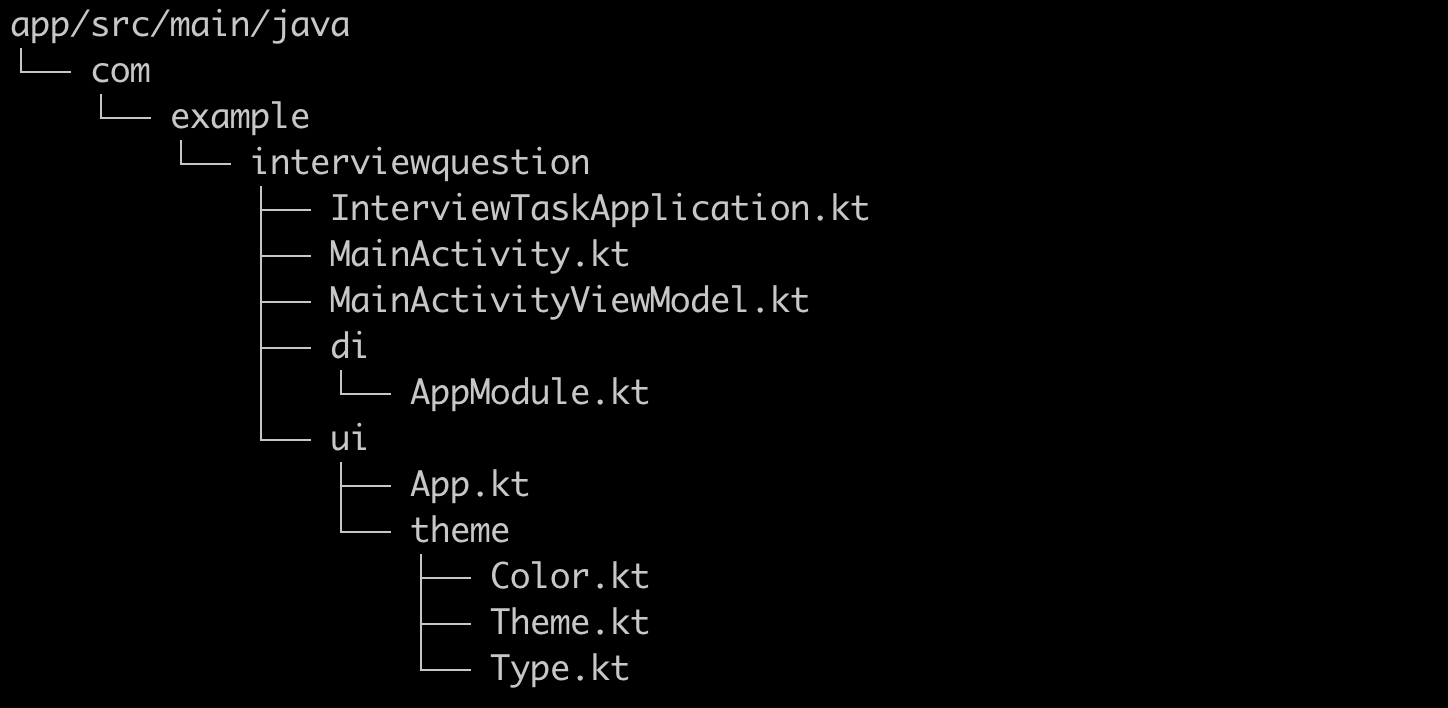 app/src/main/java
└── com
    └── example
        └── interviewquestion
            ├── InterviewTaskApplication.kt
            ├── MainActivity.kt
            ├── MainActivityViewModel.kt
            ├── di
            │   └── AppModule.kt
            └── ui
                ├── App.kt
                └── theme
                    ├── Color.kt
                    ├── Theme.kt
                    └── Type.kt